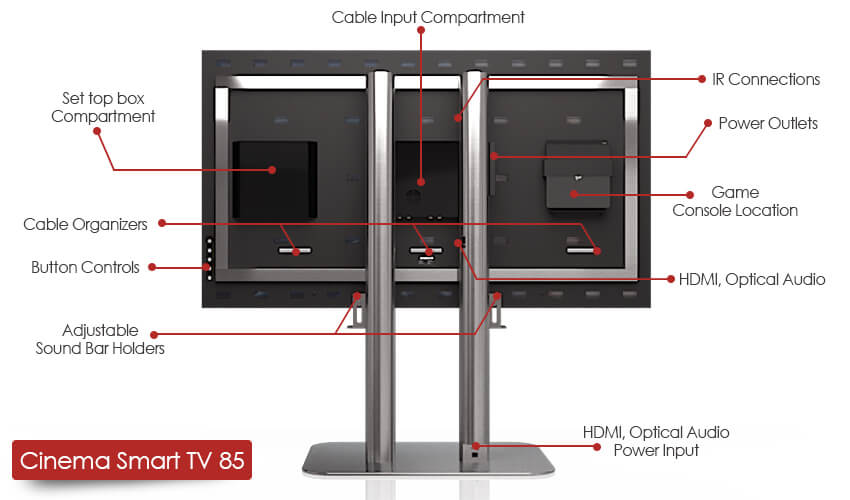 Cable Input Compartment
IR Connections
Set top box
Compartment
Power Outlets
Game
Console Location
Cable Organizers
Button Controls
HDMI, Optical Audio
Adjustable
Sound Bar Holders
HDMI, Optical Audio
Power Input
Cinema Smart TV 85